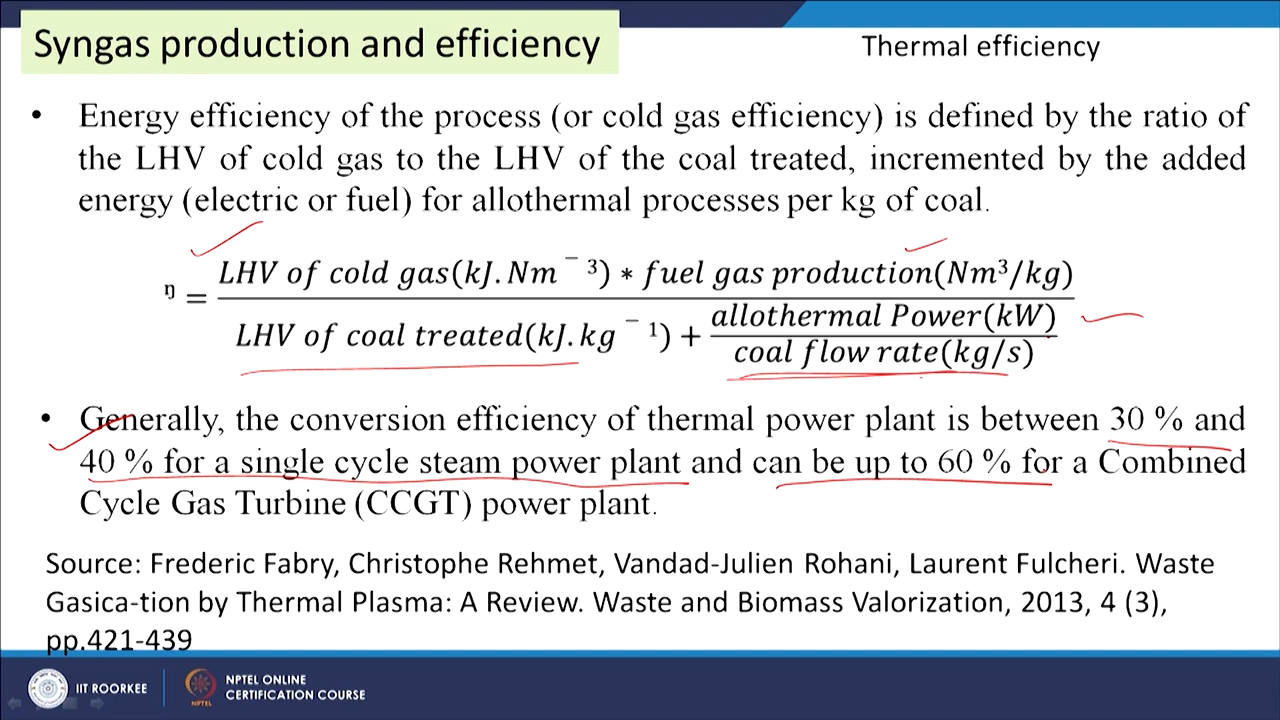 Syngas production and efficiency
Thermal efficiency
• Energy efficiency of the process (or cold gas efficiency) is defined by the ratio of
the LHV of cold gas to the LHV of the coal treated, incremented by the added
energy (electric or fuel) for allothermal processes per kg of coal.
LHV of cold gas(kJ.Nm⁻³) * fuel gas production(Nm³/kg)
ŋ =
LHV of coal treated(kJ.kg⁻¹) + allothermal Power(kW)
coal flow rate(kg/s)
• Generally, the conversion efficiency of thermal power plant is between 30 % and
40 % for a single cycle steam power plant and can be up to 60 % for a Combined
Cycle Gas Turbine (CCGT) power plant.
Source: Frederic Fabry, Christophe Rehmet, Vandad-Julien Rohani, Laurent Fulcheri. Waste
Gasica-tion by Thermal Plasma: A Review. Waste and Biomass Valorization, 2013, 4 (3),
pp.421-439
IIT ROORKEE
NPTEL
NPTEL ONLINE
CERTIFICATION COURSE